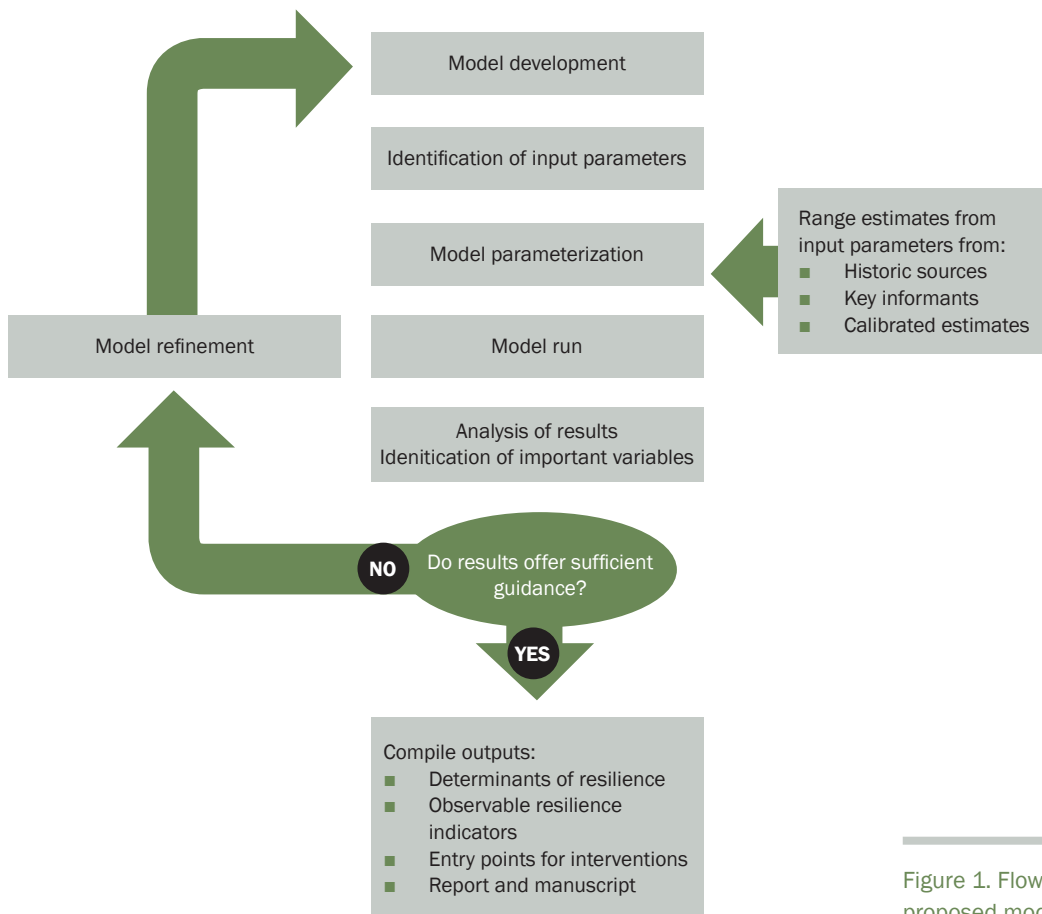 Model development
Identification of input parameters
Model parameterization
Range estimates from
input parameters from:
■ Historic sources
■ Key informants
■ Calibrated estimates
Model refinement
Model run
Analysis of results
Idenitication of important variables
NO
Do results offer sufficient
guidance?
YES
Compile outputs:
■ Determinants of resilience
■ Observable resilience
indicators
■ Entry points for interventions
■ Report and manuscript
Figure 1. Flow
proposed mod